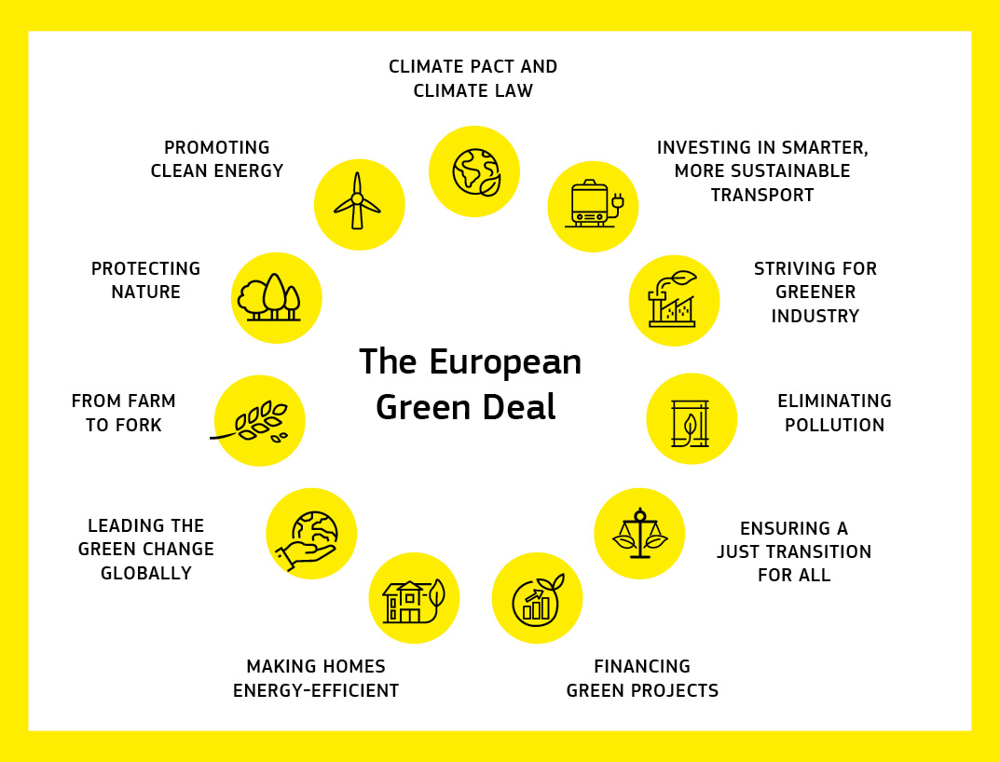 CLIMATE PACT AND
CLIMATE LAW
PROMOTING
CLEAN ENERGY
INVESTING IN SMARTER,
MORE SUSTAINABLE
TRANSPORT
PROTECTING
NATURE
STRIVING FOR
GREENER
INDUSTRY
The European
Green Deal
FROM FARM
TO FORK
ELIMINATING
POLLUTION
LEADING THE
GREEN CHANGE
GLOBALLY
ENSURING A
JUST TRANSITION
FOR ALL
MAKING HOMES
ENERGY-EFFICIENT
FINANCING
GREEN PROJECTS